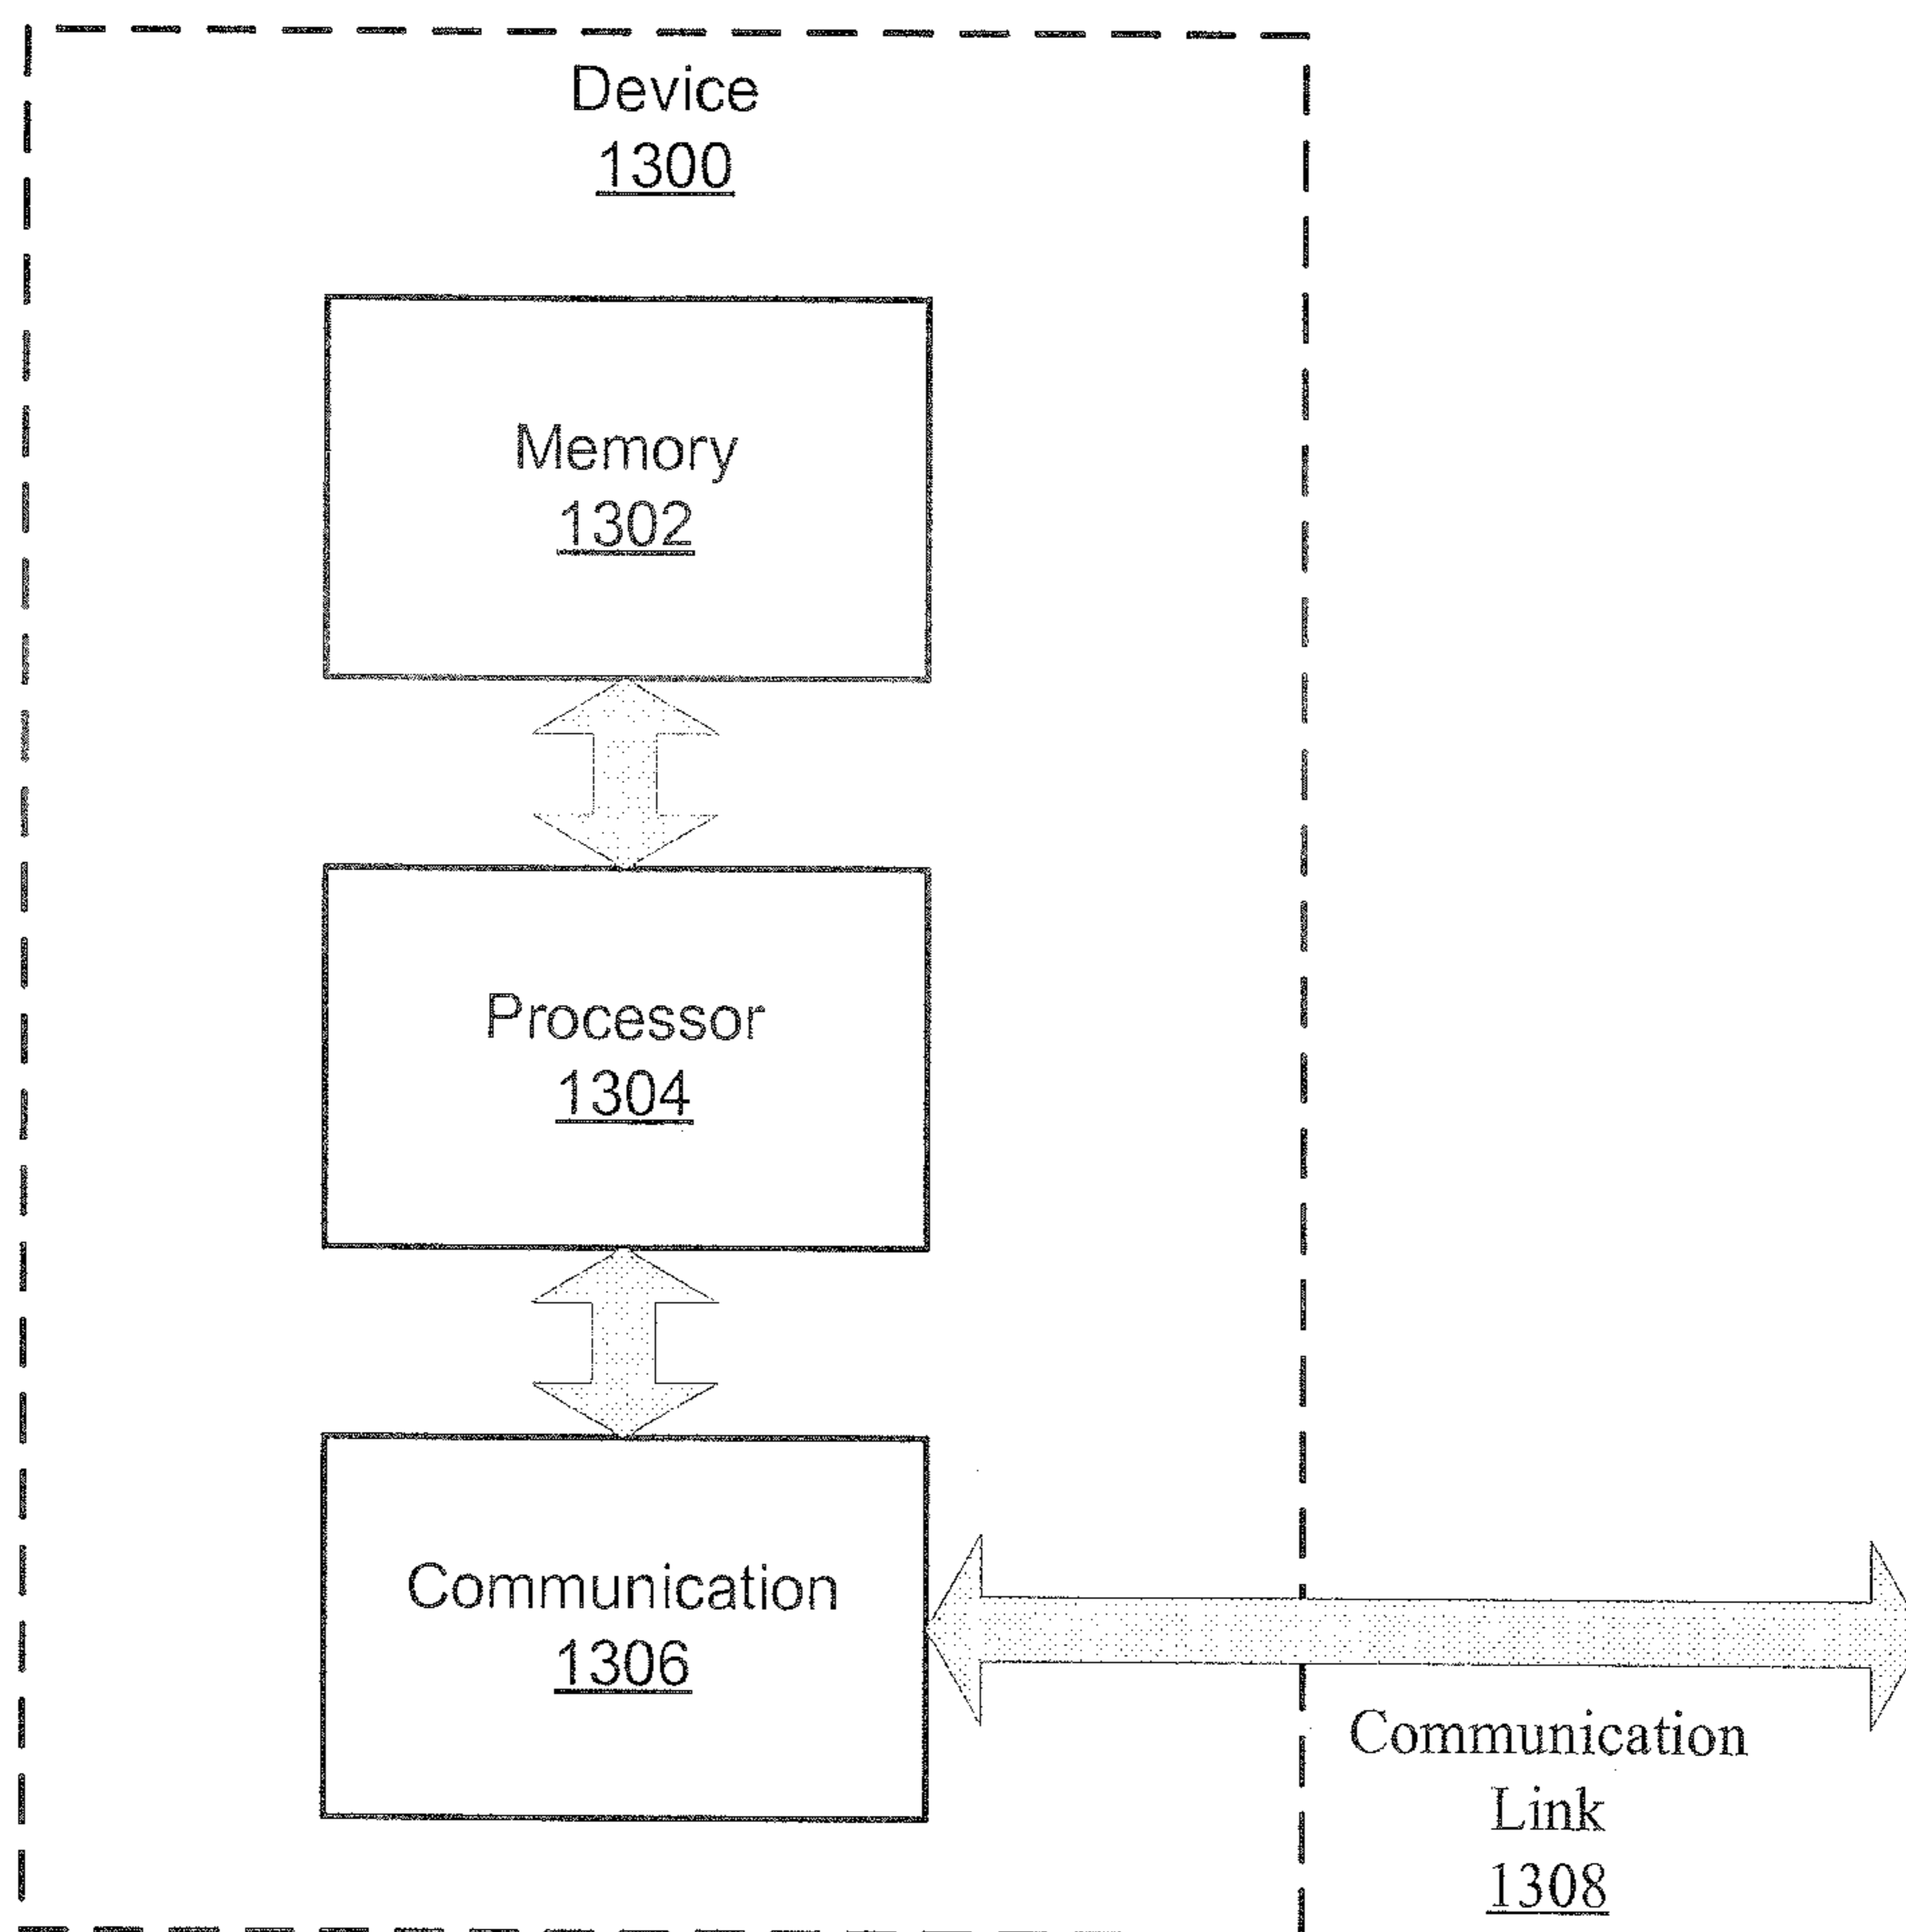 Device
1300
Memory
1302
Processor
1304
Communication
1306
Communication
Link
1308